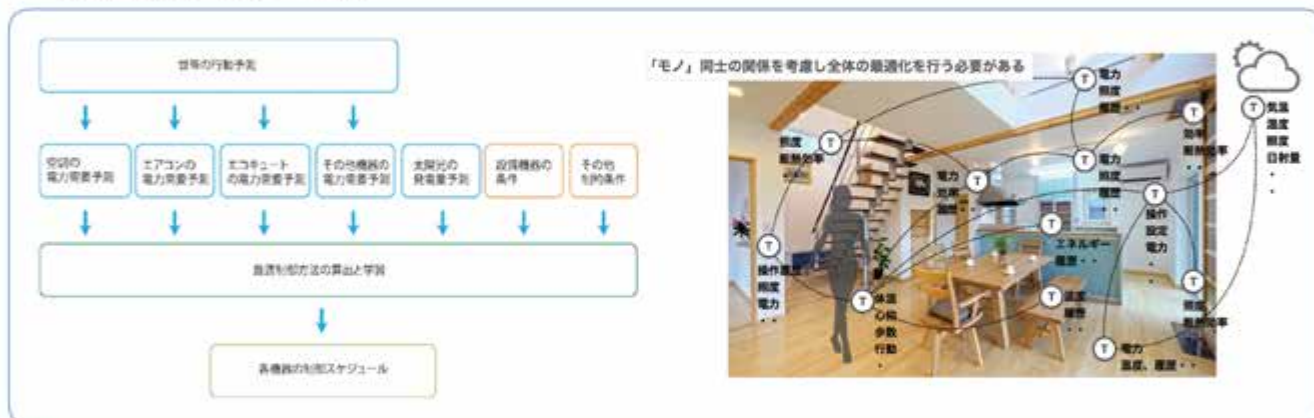 世帯の行動予測
空調の
電力需要予測
エアコンの
電力需要予測
エコキュート
の電力需要予測
その他機器の
電力需要予測
太陽光の
発電量予測
設備機器の
条件
その他
制約条件
最適制御方法の算出と学習
各機器の制御スケジュール
「モノ」同士の関係を考慮し全体の最適化を行う必要がある
T
電力
照度
履歴・・
T
気温
湿度
照度
日射量
・
・
T
効率
断熱効率
・・
T
照度
断熱効率
T
電力
照度
履歴
・・
T
電力
効率
履歴・・
T
操作
設定
電力
・
・
T
エネルギー
履歴・・
T
操作
照度
電力
・・
T
体温
心拍
歩数
行動
・
T
温度
履歴
・・
T
照度
断熱効率
T
電力
温度、履歴・・